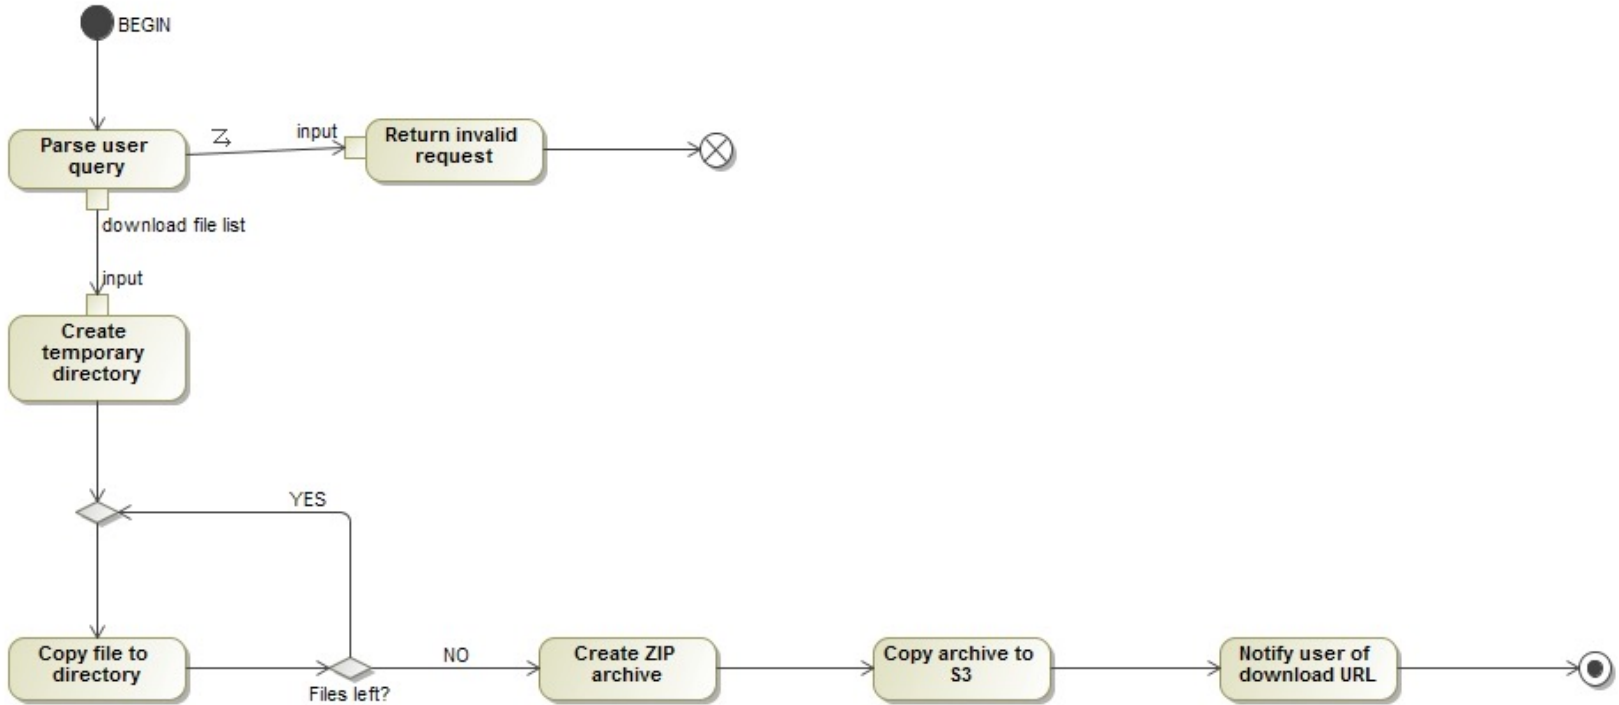 BEGIN
Parse user
query
input
Return invalid
request
download file list
input
Create
temporary
directory
YES
Copy file to
directory
Files left?
NO
Create ZIP
archive
Copy archive to
S3
Notify user of
download URL